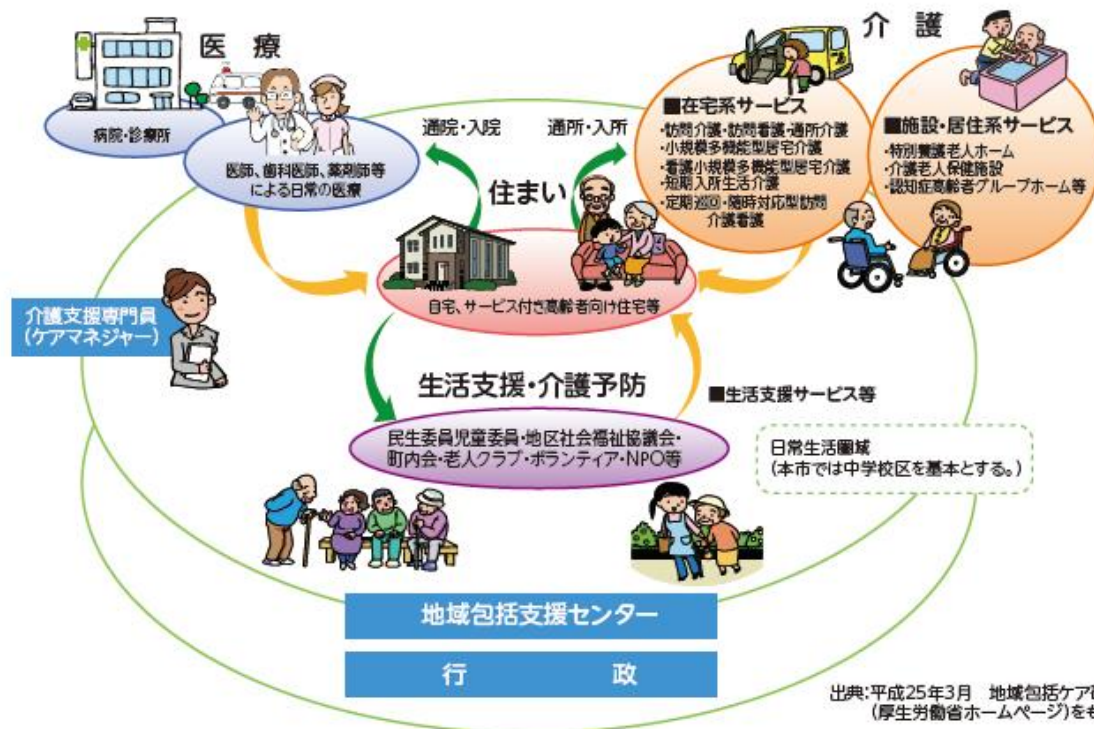 医 療
介 護
病院・診療所
医師、歯科医師、薬剤師等
による日常の医療
通院・入院
通所・入所
■在宅系サービス
・訪問介護・訪問看護・通所介護
・小規模多機能型居宅介護
・看護小規模多機能型居宅介護
・短期入所生活介護
・定期巡回・随時対応型訪問
介護看護
■施設・居住系サービス
・特別養護老人ホーム
・介護老人保健施設
・認知症高齢者グループホーム等
住まい
自宅、サービス付き高齢者向け住宅等
介護支援専門員
(ケアマネジャー)
生活支援・介護予防
■生活支援サービス等
民生委員児童委員・地区社会福祉協議会・
町内会・老人クラブ・ボランティア・NPO等
日常生活圏域
(本市では中学校区を基本とする。)
地域包括支援センター
行 政
出典:平成25年3月 地域包括ケア
(厚生労働省ホームページ)を